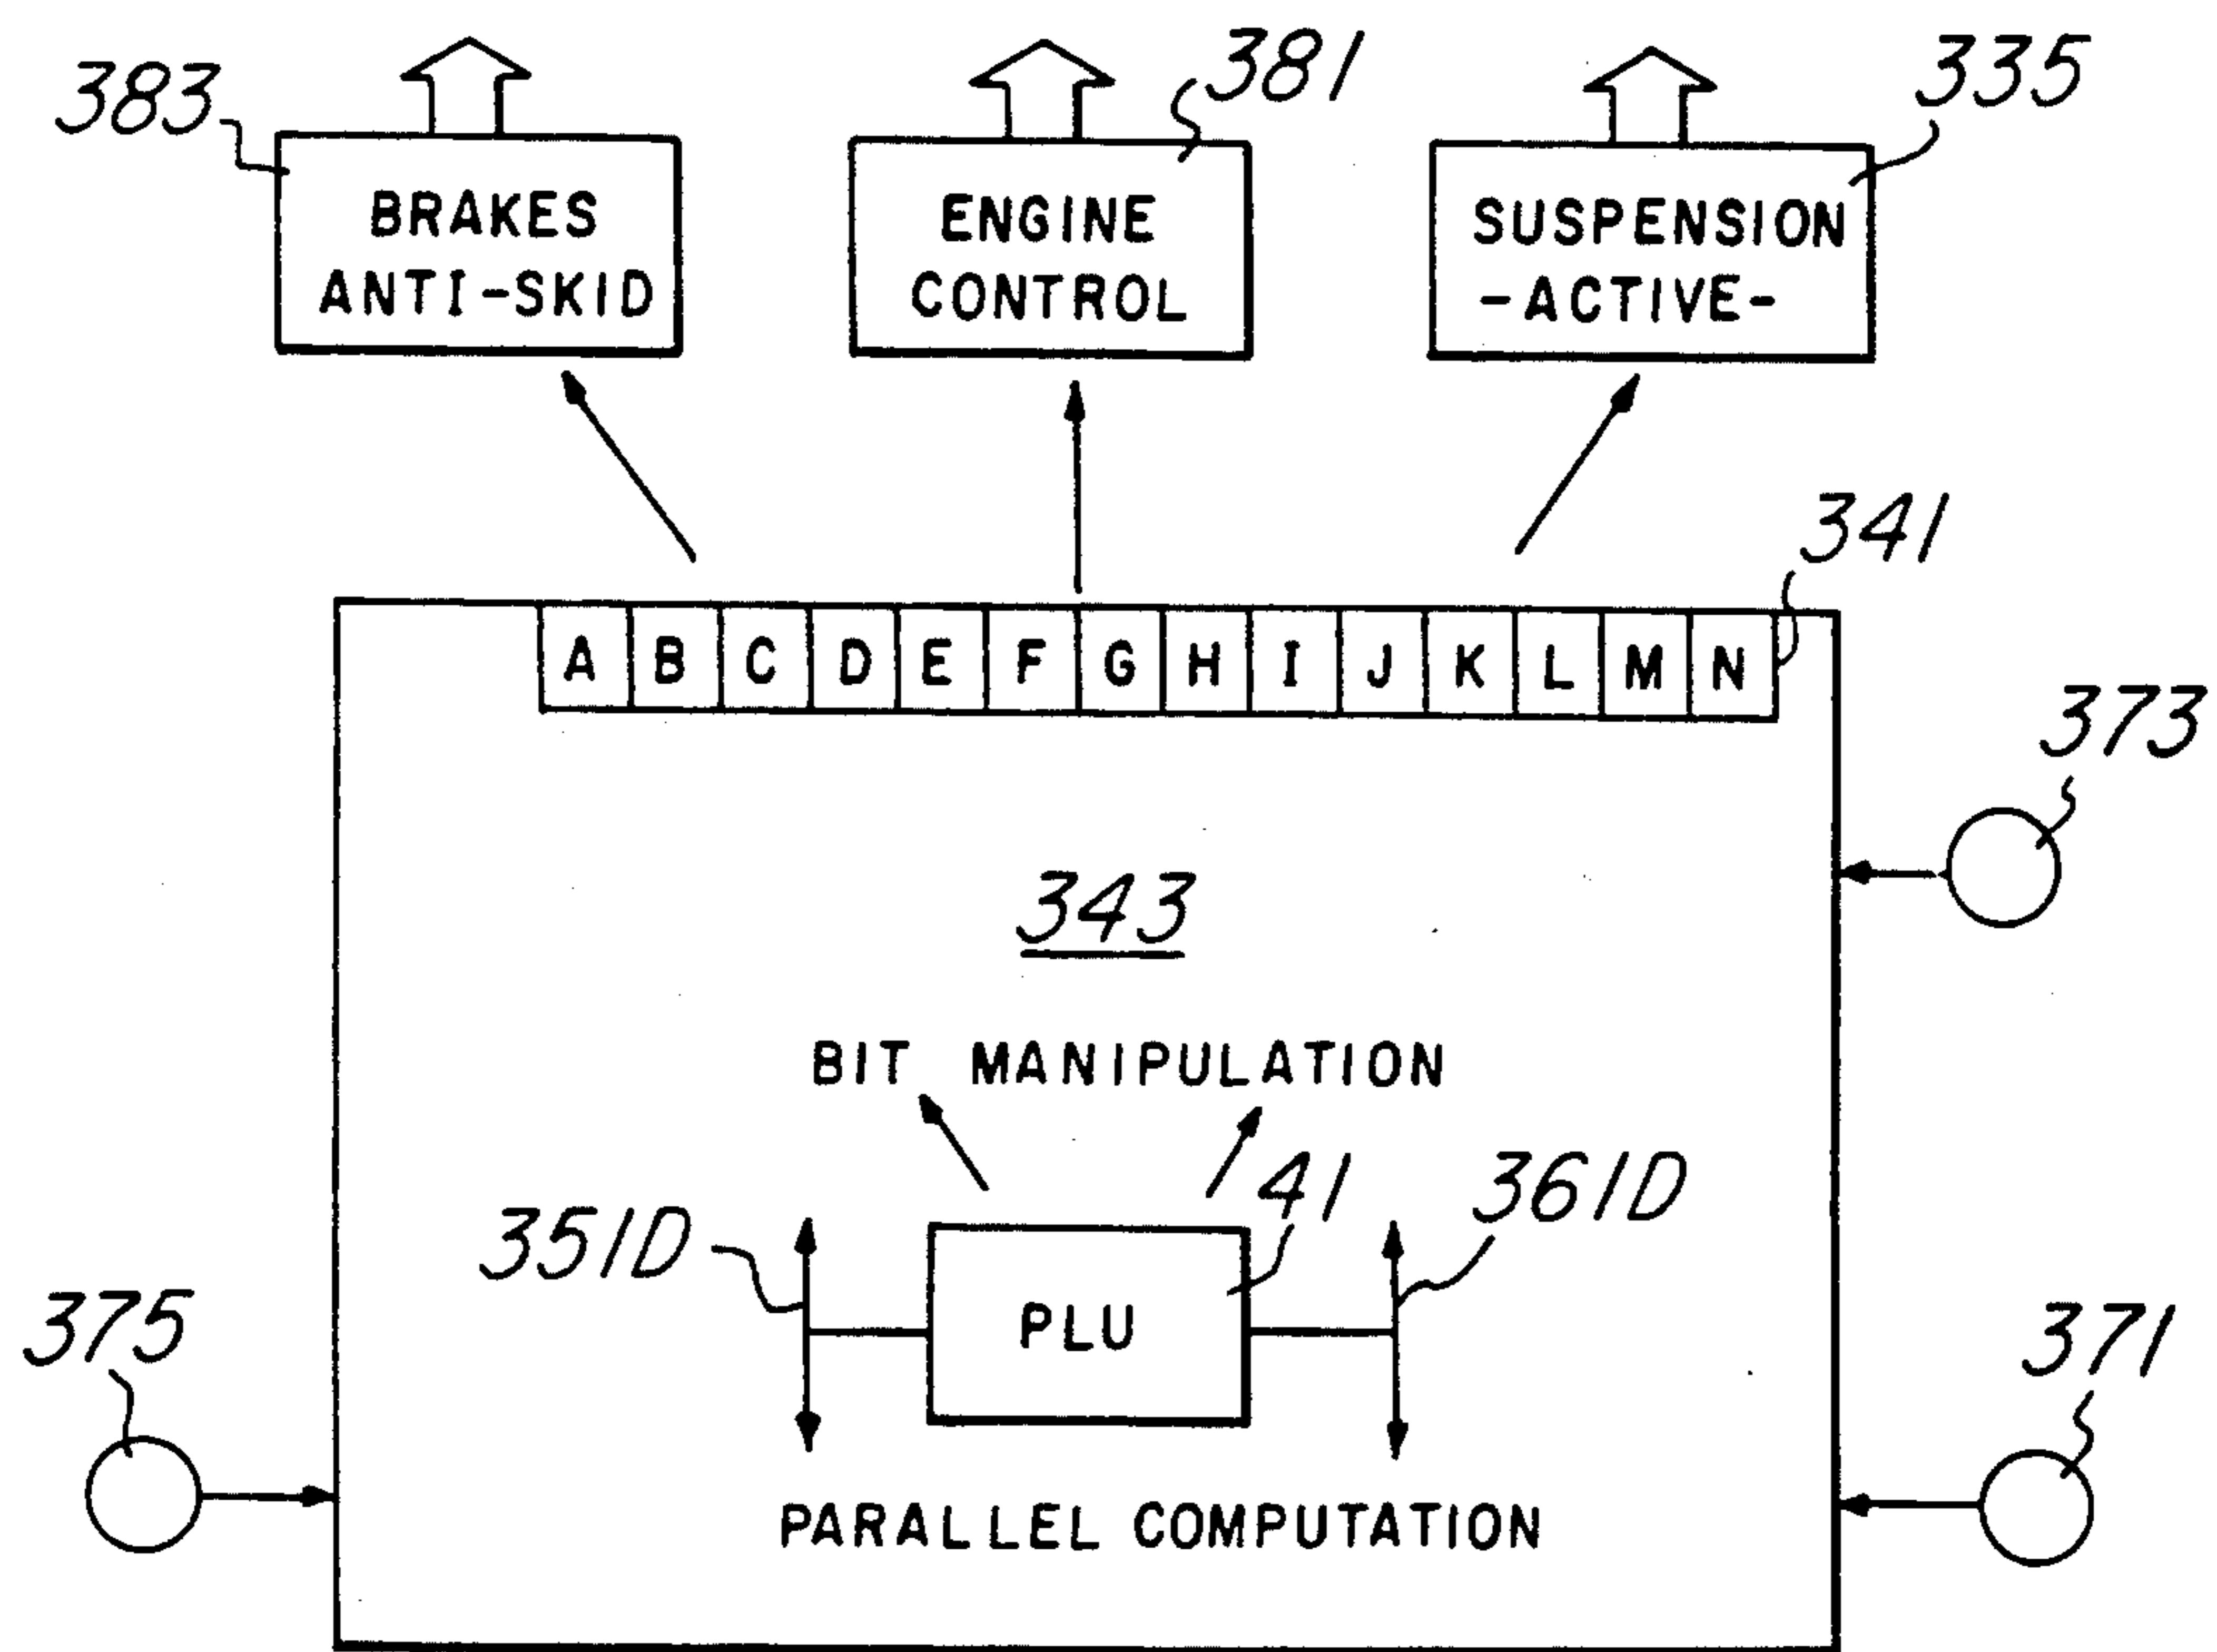 383
381
335
BRAKES
ANTI-SKID
ENGINE
CONTROL
SUSPENSION
-ACTIVE-
341
A B C D E F G H I J K L M N
373
343
BIT MANIPULATION
351D
41
361D
PLU
375
371
PARALLEL COMPUTATION